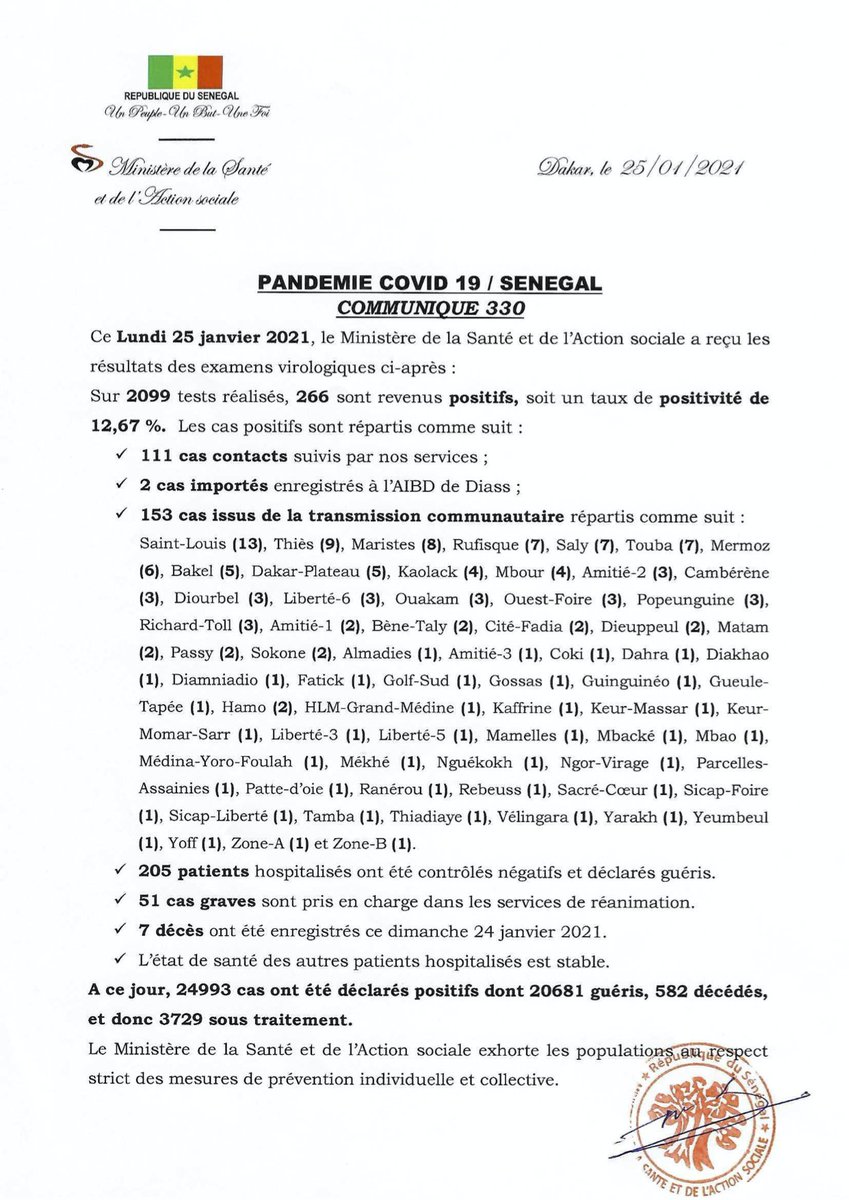 REPUBLIQUE DU SENEGAL
Un Peuple-Un But-Une Foi
Ministère de la Santé
et de l'Action sociale
Dakar, le 25/01/2021
PANDEMIE COVID 19 / SENEGAL
COMMUNIQUE 330
Ce Lundi 25 janvier 2021, le Ministère de la Santé et de l'Action sociale a reçu les
résultats des examens virologiques ci-après :
Sur 2099 tests réalisés, 266 sont revenus positifs, soit un taux de positivité de
12,67 %. Les cas positifs sont répartis comme suit :
✓ 111 cas contacts suivis par nos services ;
✓ 2 cas importés enregistrés à l'AIBD de Diass ;
✓ 153 cas issus de la transmission communautaire répartis comme suit :
Saint-Louis (13), Thiès (9), Maristes (8), Rufisque (7), Saly (7), Touba (7), Mermoz
(6), Bakel (5), Dakar-Plateau (5), Kaolack (4), Mbour (4), Amitié-2 (3), Cambérène
(3), Diourbel (3), Liberté-6 (3), Ouakam (3), Ouest-Foire (3), Popeunguine (3),
Richard-Toll (3), Amitié-1 (2), Bène-Taly (2), Cité-Fadia (2), Dieuppeul (2), Matam
(2), Passy (2), Sokone (2), Almadies (1), Amitié-3 (1), Coki (1), Dahra (1), Diakhao
(1), Diamniadio (1), Fatick (1), Golf-Sud (1), Gossas (1), Guinguinéo (1), Gueule-
Tapée (1), Hamo (2), HLM-Grand-Médine (1), Kaffrine (1), Keur-Massar (1), Keur-
Momar-Sarr (1), Liberté-3 (1), Liberté-5 (1), Mamelles (1), Mbacké (1), Mbao (1),
Médina-Yoro-Foulah (1), Mékhé (1), Nguékokh (1), Ngor-Virage (1), Parcelles-
Assainies (1), Patte-d'oie (1), Ranérou (1), Rebeuss (1), Sacré-Cœur (1), Sicap-Foire
(1), Sicap-Liberté (1), Tamba (1), Thiadiaye (1), Vélingara (1), Yarakh (1), Yeumbeul
(1), Yoff (1), Zone-A (1) et Zone-B (1).
✓ 205 patients hospitalisés ont été contrôlés négatifs et déclarés guéris.
✓ 51 cas graves sont pris en charge dans les services de réanimation.
✓ 7 décès ont été enregistrés ce dimanche 24 janvier 2021.
✓ L'état de santé des autres patients hospitalisés est stable.
A ce jour, 24993 cas ont été déclarés positifs dont 20681 guéris, 582 décédés,
et donc 3729 sous traitement.
Le Ministère de la Santé et de l'Action sociale exhorte les populations au respect
strict des mesures de prévention individuelle et collective.
★ République du Sénégal ★
SANTE ET DE L'ACTION SOCIALE